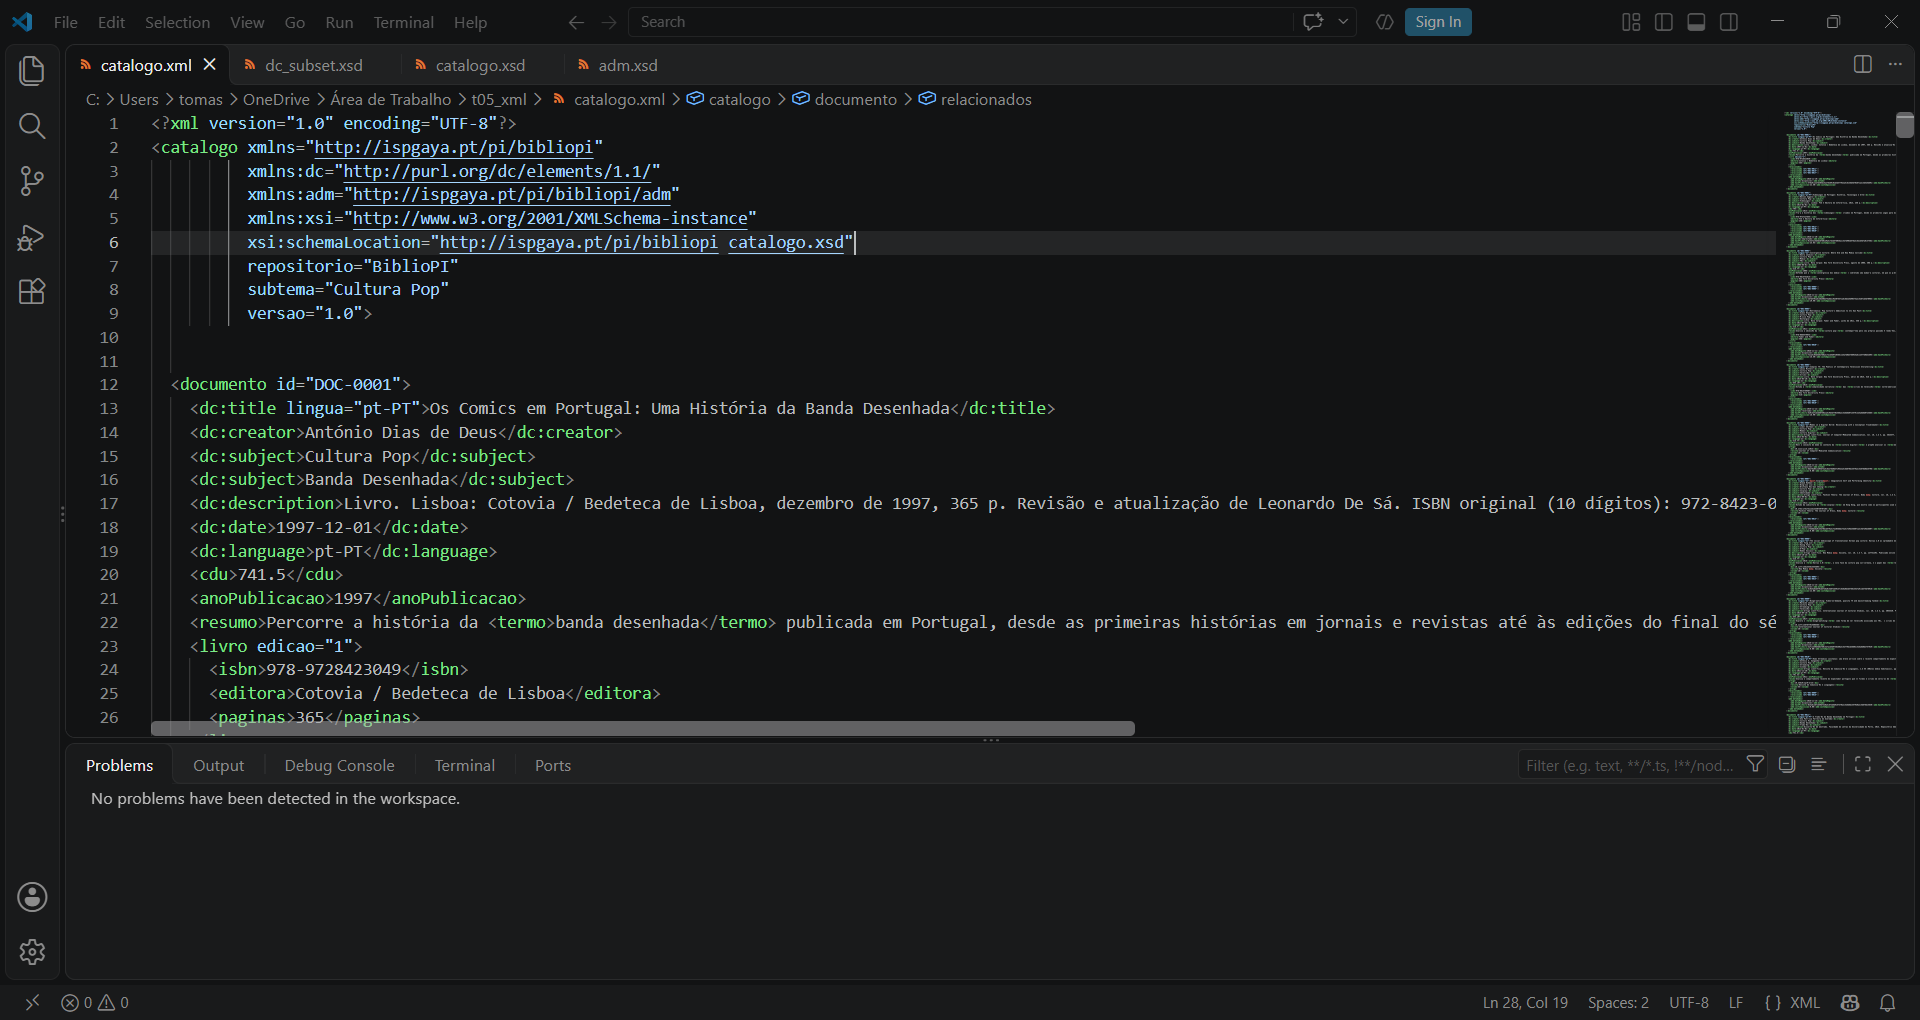 File Edit Selection View Go Run Terminal Help
Search
Sign In
catalogo.xml
dc_subset.xsd
catalogo.xsd
adm.xsd
C: > Users > tomas > OneDrive > Área de Trabalho > t05_xml > catalogo.xml > catalogo > documento > relacionados
1 <?xml version="1.0" encoding="UTF-8"?>
2 <catalogo xmlns="http://ispgaya.pt/pi/bibliopi"
3 xmlns:dc="http://purl.org/dc/elements/1.1/"
4 xmlns:adm="http://ispgaya.pt/pi/bibliopi/adm"
5 xmlns:xsi="http://www.w3.org/2001/XMLSchema-instance"
6 xsi:schemaLocation="http://ispgaya.pt/pi/bibliopi catalogo.xsd"
7 repositorio="BiblioPI"
8 subtema="Cultura Pop"
9 versao="1.0">
10
11
12 <documento id="DOC-0001">
13 <dc:title lingua="pt-PT">Os Comics em Portugal: Uma História da Banda Desenhada</dc:title>
14 <dc:creator>António Dias de Deus</dc:creator>
15 <dc:subject>Cultura Pop</dc:subject>
16 <dc:subject>Banda Desenhada</dc:subject>
17 <dc:description>Livro. Lisboa: Cotovia / Bedeteca de Lisboa, dezembro de 1997, 365 p. Revisão e atualização de Leonardo De Sá. ISBN original (10 dígitos): 972-8423-0
18 <dc:date>1997-12-01</dc:date>
19 <dc:language>pt-PT</dc:language>
20 <cdu>741.5</cdu>
21 <anoPublicacao>1997</anoPublicacao>
22 <resumo>Percorre a história da <termo>banda desenhada</termo> publicada em Portugal, desde as primeiras histórias em jornais e revistas até às edições do final do sé
23 <livro edicao="1">
24 <isbn>978-9728423049</isbn>
25 <editora>Cotovia / Bedeteca de Lisboa</editora>
26 <paginas>365</paginas>
Problems Output Debug Console Terminal Ports
Filter (e.g. text, **/*.ts, !**/nod...
No problems have been detected in the workspace.
0 0
Ln 28, Col 19 Spaces: 2 UTF-8 LF {} XML